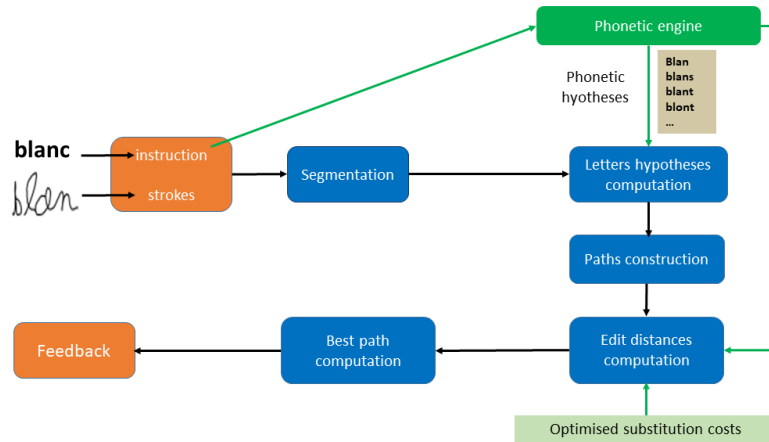 Phonetic engine
Phonetic
hyotheses
Blan
blans
blant
blont
...
blanc
instruction
blan
strokes
Segmentation
Letters hypotheses
computation
Paths construction
Feedback
Best path
computation
Edit distances
computation
Optimised substitution costs